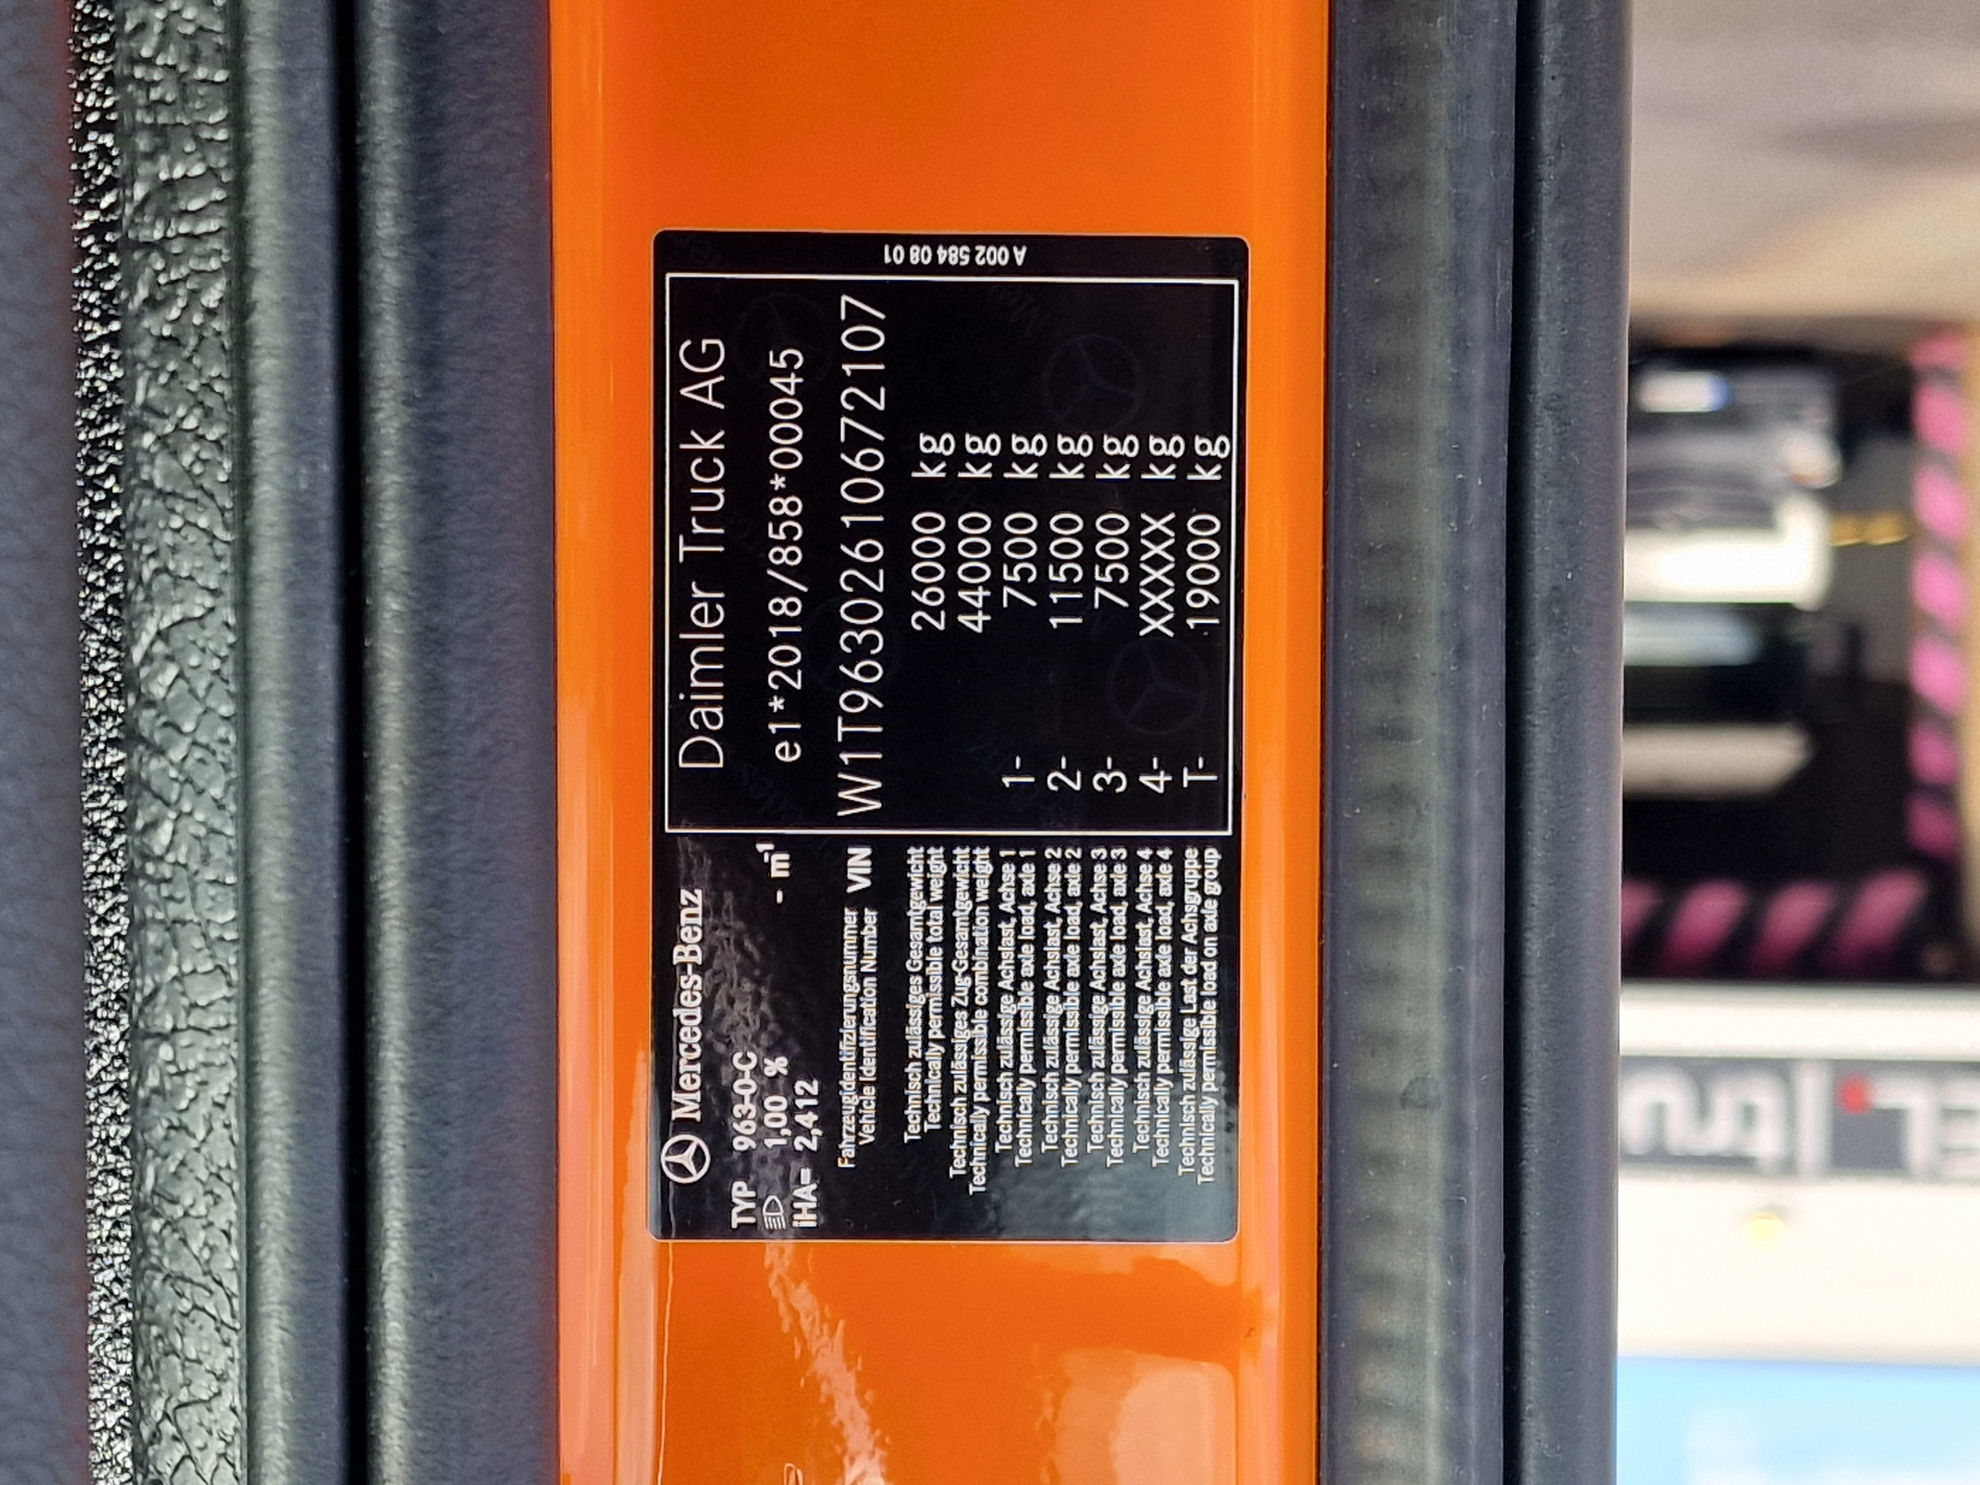 Mercedes-Benz
TYP 963-0-C
1,00 % - m⁻¹
iHA= 2,412
Daimler Truck AG
e1*2018/858*00045
Fahrzeugidentifizierungsnummer
Vehicle Identification Number
VIN
W1T96302610672107
Technisch zulässiges Gesamtgewicht
Technically permissible total weight
26000 kg
Technisch zulässiges Zug-Gesamtgewicht
Technically permissible combination weight
44000 kg
Technisch zulässige Achslast, Achse 1
Technically permissible axle load, axle 1
1- 7500 kg
Technisch zulässige Achslast, Achse 2
Technically permissible axle load, axle 2
2- 11500 kg
Technisch zulässige Achslast, Achse 3
Technically permissible axle load, axle 3
3- 7500 kg
Technisch zulässige Achslast, Achse 4
Technically permissible axle load, axle 4
4- XXXXX kg
Technisch zulässige Last der Achsgruppe
Technically permissible load on axle group
T- 19000 kg
A 002 584 08 01